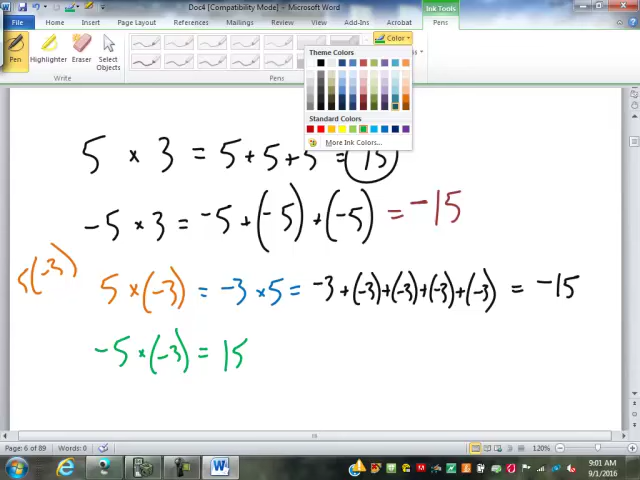 Doc4 [Compatibility Mode] - Microsoft Word
Ink Tools
File Home Insert Page Layout References Mailings Review View Acrobat Pens
Pen Highlighter Eraser Select Objects
Color
Write
Pens
Theme Colors
Standard Colors
More Ink Colors...
5 × 3 = 5 + 5 + 5 = 15
-5 × 3 = -5 + (-5) + (-5) = -15
5(-3)
5 × (-3) = -3 × 5 = -3 + (-3) + (-3) + (-3) + (-3) = -15
-5 × (-3) = 15
Page: 6 of 89 Words: 0 120%
9:01 AM
9/1/2016